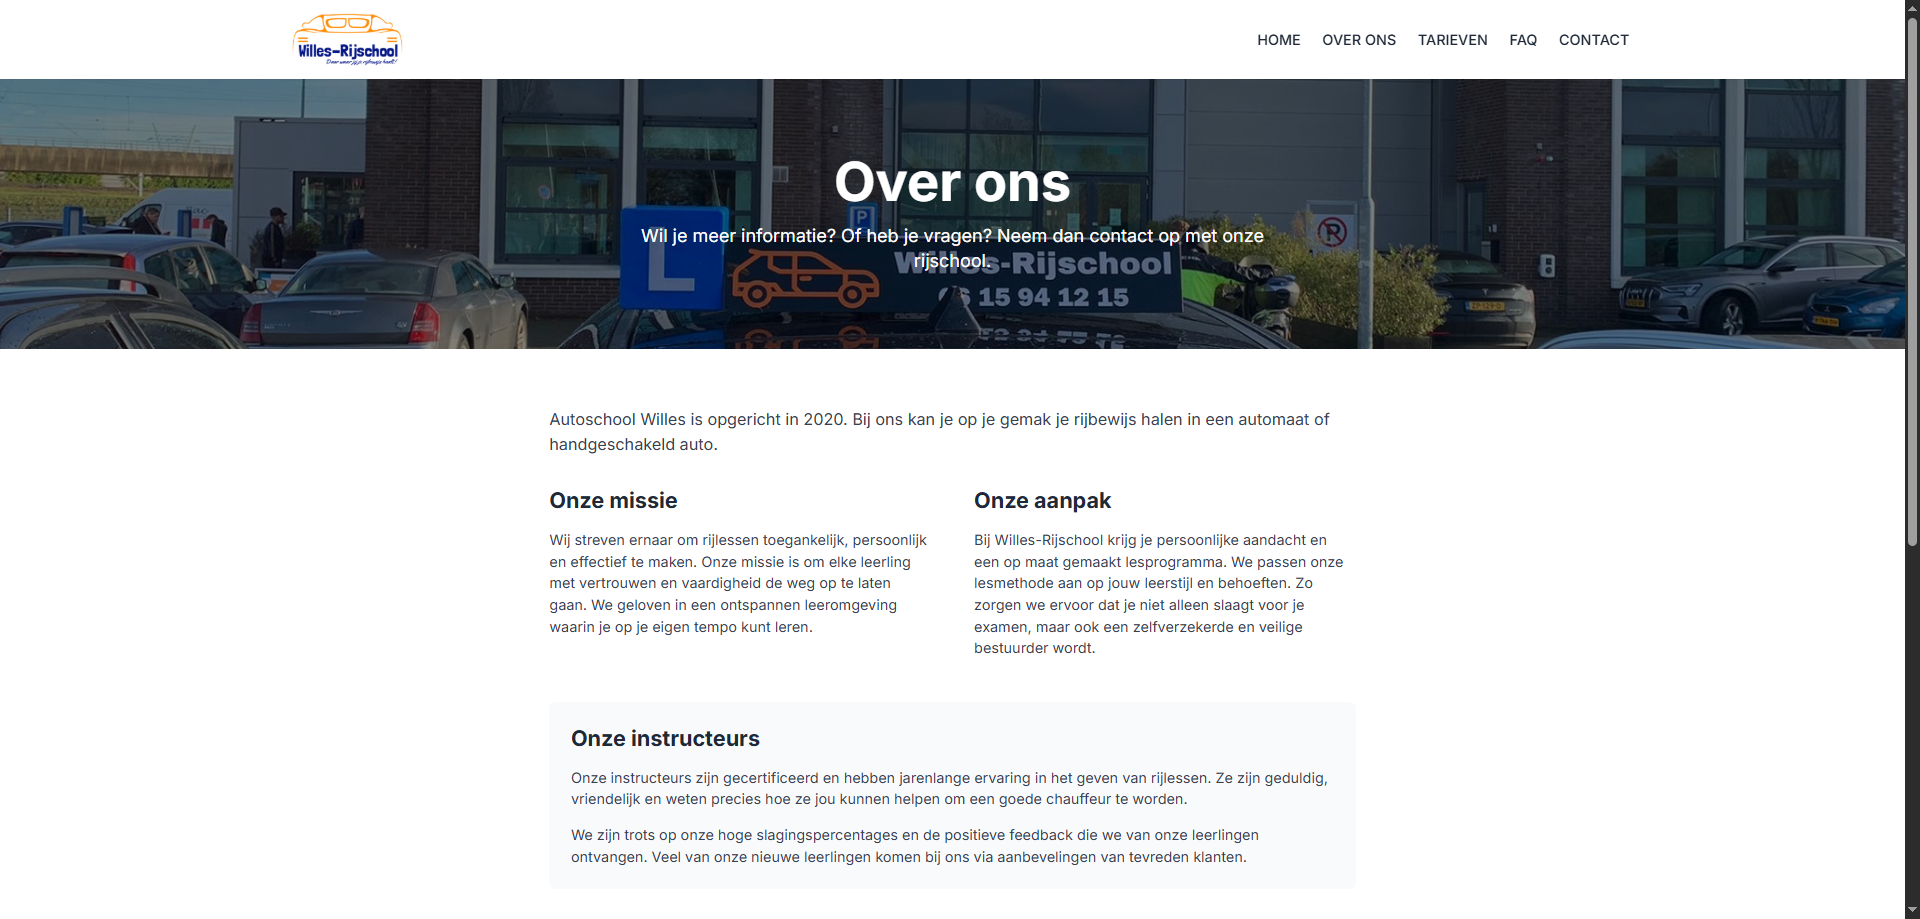 Willes-Rijschool
HOME
OVER ONS
TARIEVEN
FAQ
CONTACT
Over ons
Wil je meer informatie? Of heb je vragen? Neem dan contact op met onze
rijschool.
P
L
Willes-Rijschool
06 15 94 12 15
Autoschool Willes is opgericht in 2020. Bij ons kan je op je gemak je rijbewijs halen in een automaat of
handgeschakeld auto.
Onze missie
Wij streven ernaar om rijlessen toegankelijk, persoonlijk
en effectief te maken. Onze missie is om elke leerling
met vertrouwen en vaardigheid de weg op te laten
gaan. We geloven in een ontspannen leeromgeving
waarin je op je eigen tempo kunt leren.
Onze aanpak
Bij Willes-Rijschool krijg je persoonlijke aandacht en
een op maat gemaakt lesprogramma. We passen onze
lesmethode aan op jouw leerstijl en behoeften. Zo
zorgen we ervoor dat je niet alleen slaagt voor je
examen, maar ook een zelfverzekerde en veilige
bestuurder wordt.
Onze instructeurs
Onze instructeurs zijn gecertificeerd en hebben jarenlange ervaring in het geven van rijlessen. Ze zijn geduldig,
vriendelijk en weten precies hoe ze jou kunnen helpen om een goede chauffeur te worden.
We zijn trots op onze hoge slagingspercentages en de positieve feedback die we van onze leerlingen
ontvangen. Veel van onze nieuwe leerlingen komen bij ons via aanbevelingen van tevreden klanten.